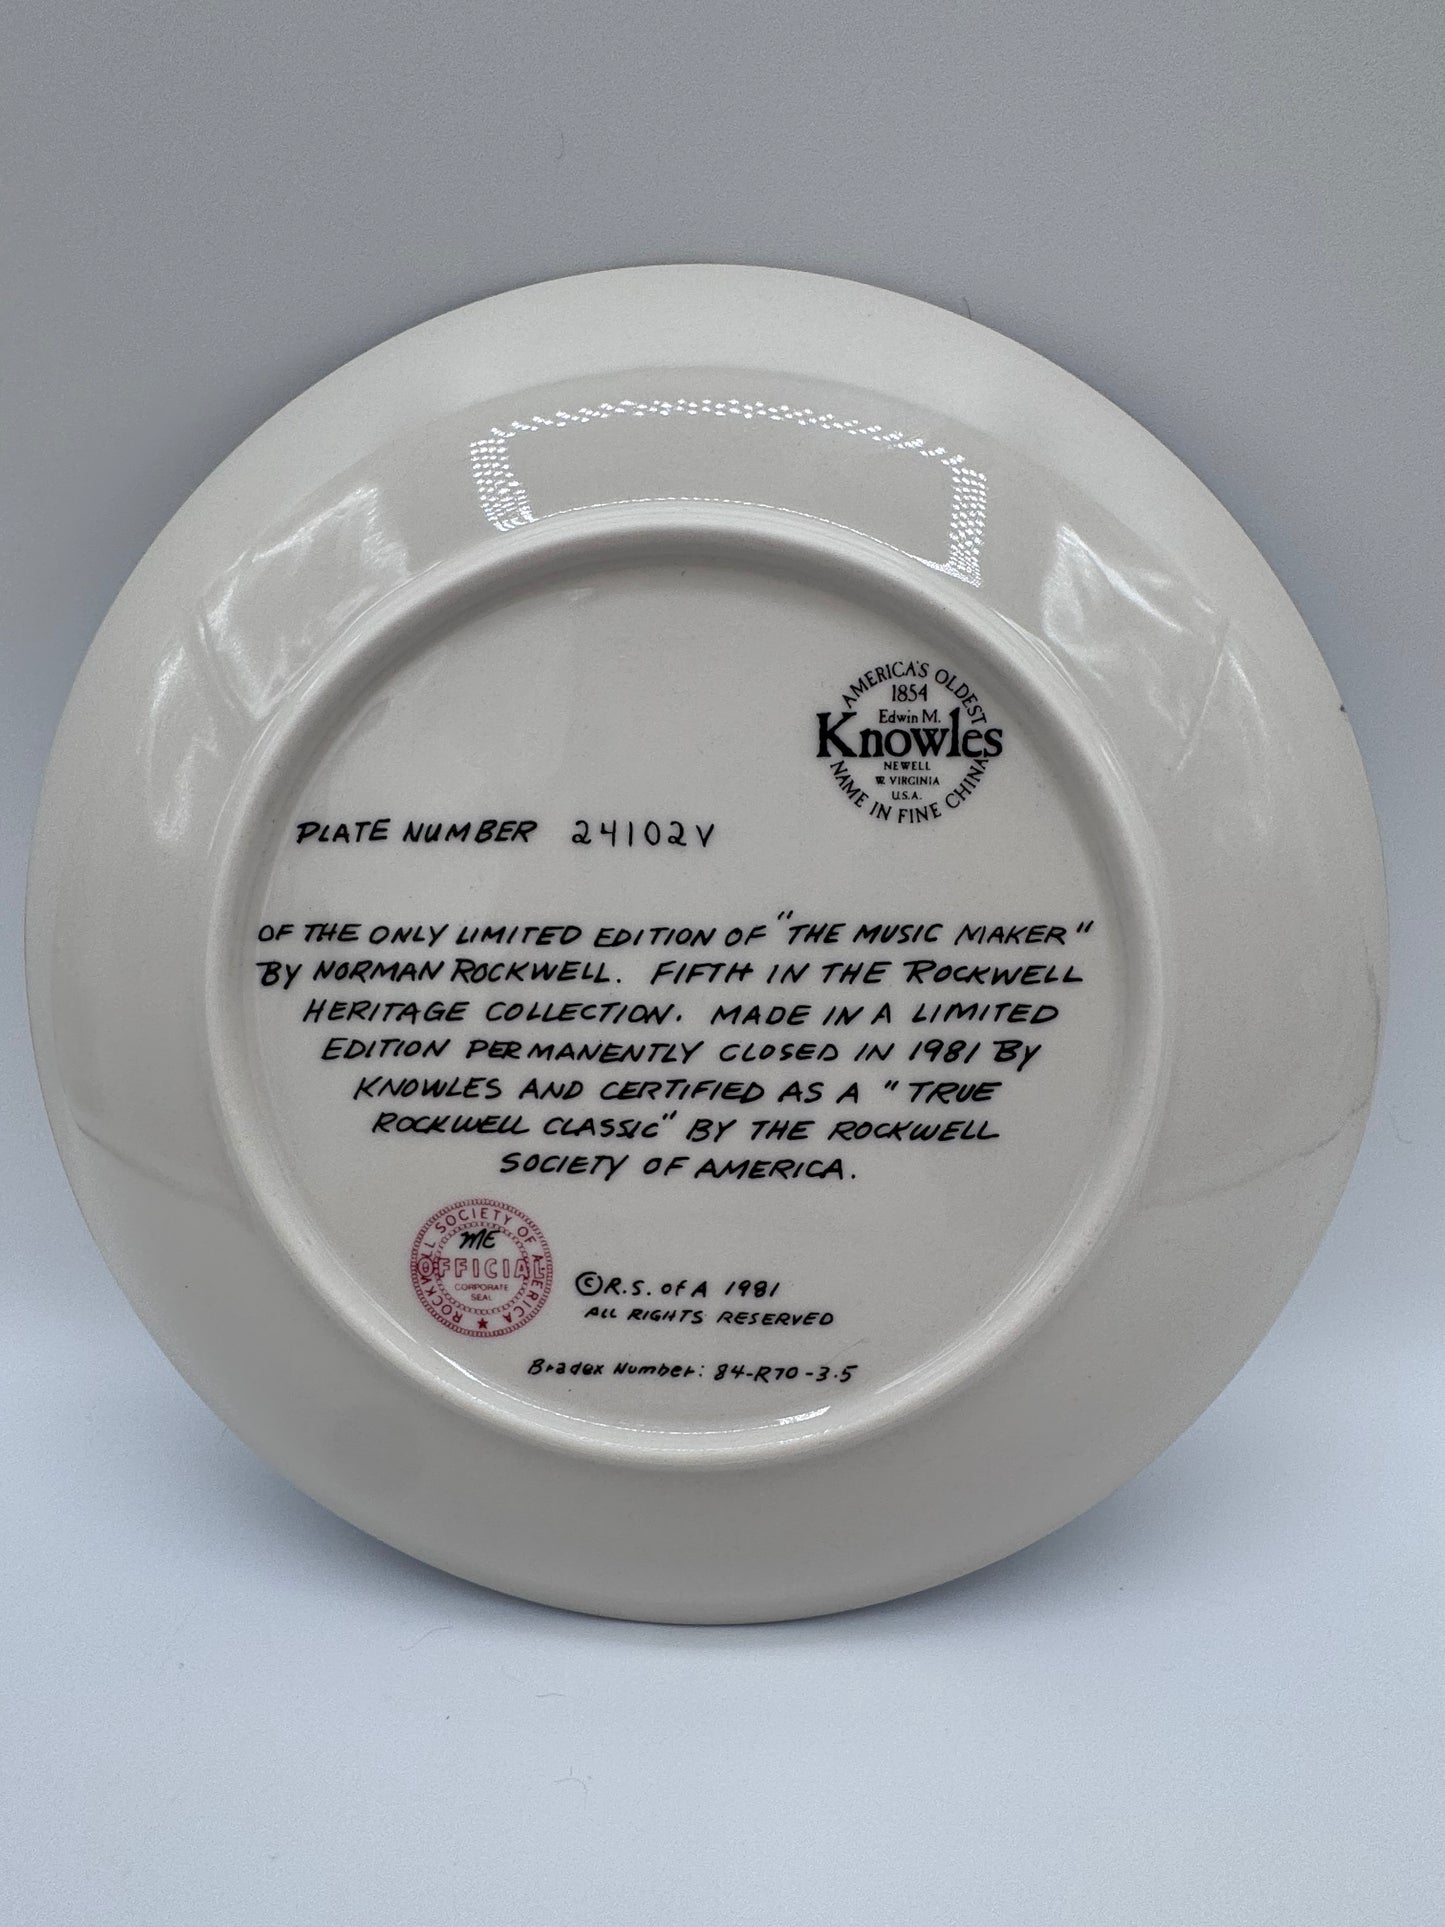 AMERICA'S OLDEST
1854
Edwin M.
Knowles
NEWELL
W. VIRGINIA
U.S.A.
NAME IN FINE CHINA
PLATE NUMBER 24102V
OF THE ONLY LIMITED EDITION OF "THE MUSIC MAKER"
BY NORMAN ROCKWELL. FIFTH IN THE ROCKWELL
HERITAGE COLLECTION. MADE IN A LIMITED
EDITION PERMANENTLY CLOSED IN 1981 BY
KNOWLES AND CERTIFIED AS A "TRUE
ROCKWELL CLASSIC" BY THE ROCKWELL
SOCIETY OF AMERICA.
ROCKWELL SOCIETY OF AMERICA
ME
OFFICIAL
CORPORATE
SEAL
★
©R.S. OF A 1981
ALL RIGHTS RESERVED
Bradex Number: 84-R70-3.5